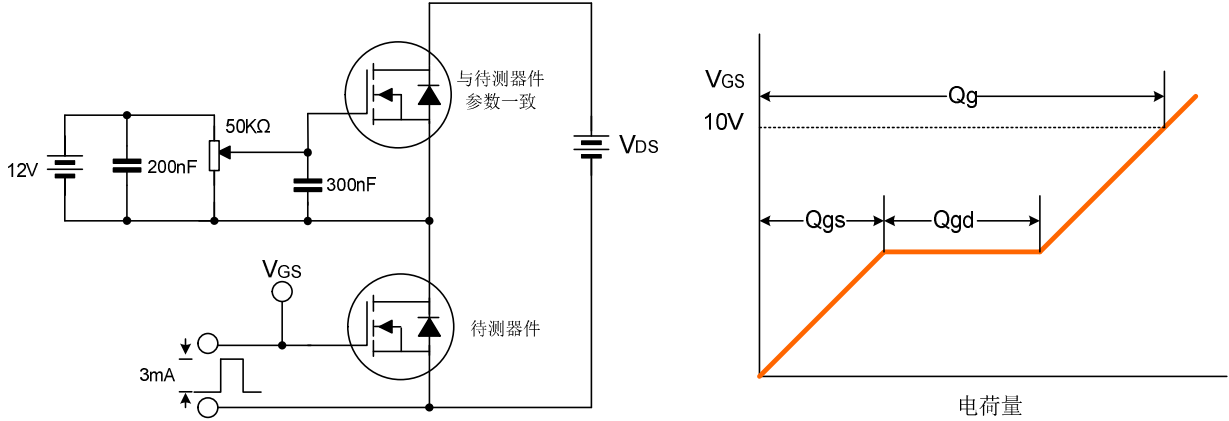 与待测器件
参数一致
50KΩ
12V
200nF
300nF
VDS
VGS
待测器件
3mA
VGS
10V
Qg
Qgs
Qgd
电荷量